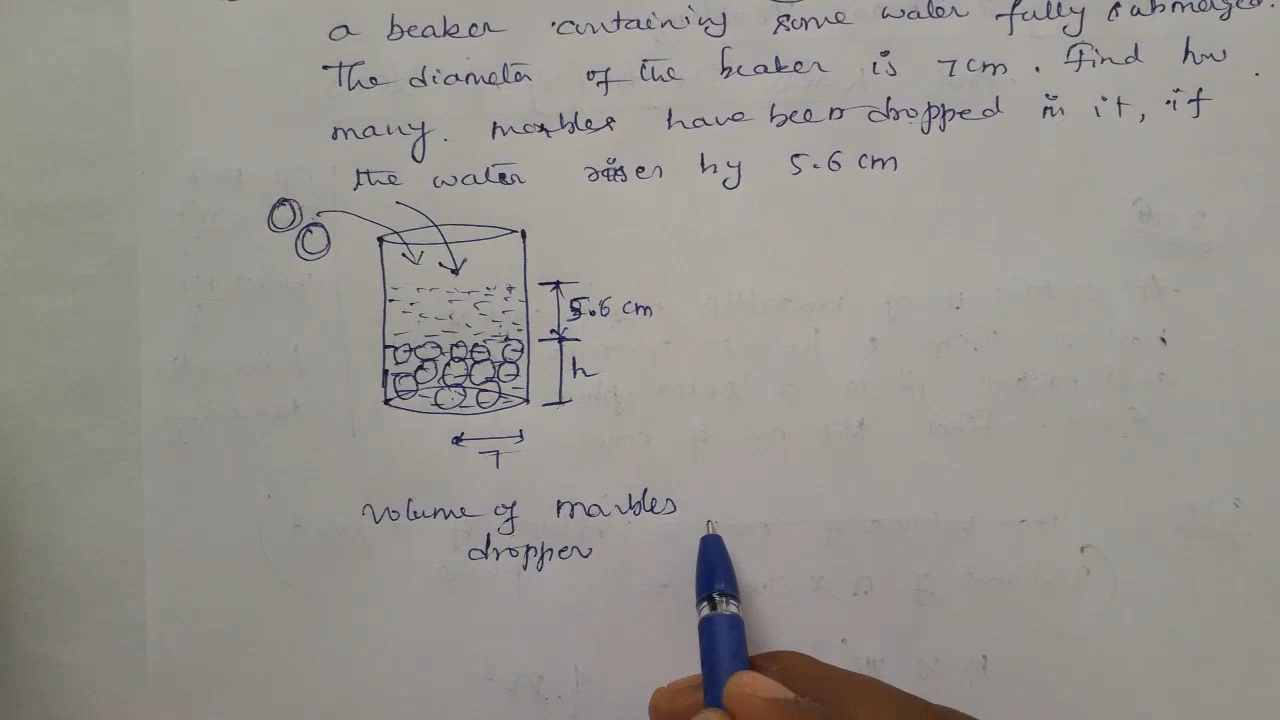 a beaker containing some water fully submerged.
The diameter of the beaker is 7 cm. Find how
many. marbles have been dropped in it, if
the water rises by 5.6 cm
5.6 cm
h
7
volume of marbles
dropper